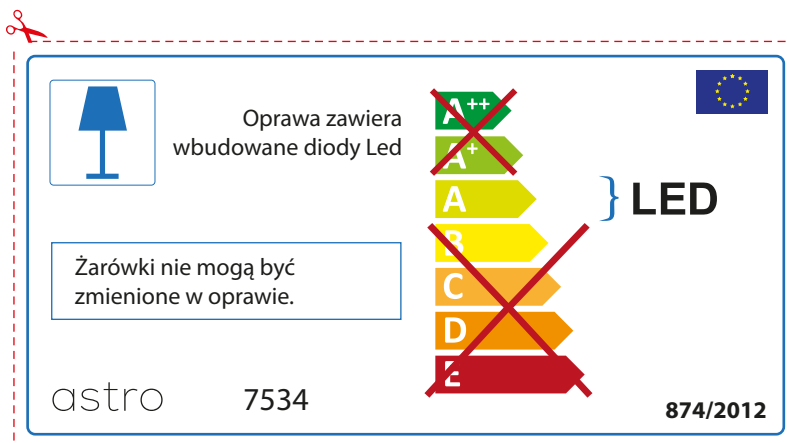 Oprawa zawiera
wbudowane diody Led
A++
A+
A
B
C
D
E
LED
Żarówki nie mogą być
zmienione w oprawie.
astro 7534
874/2012